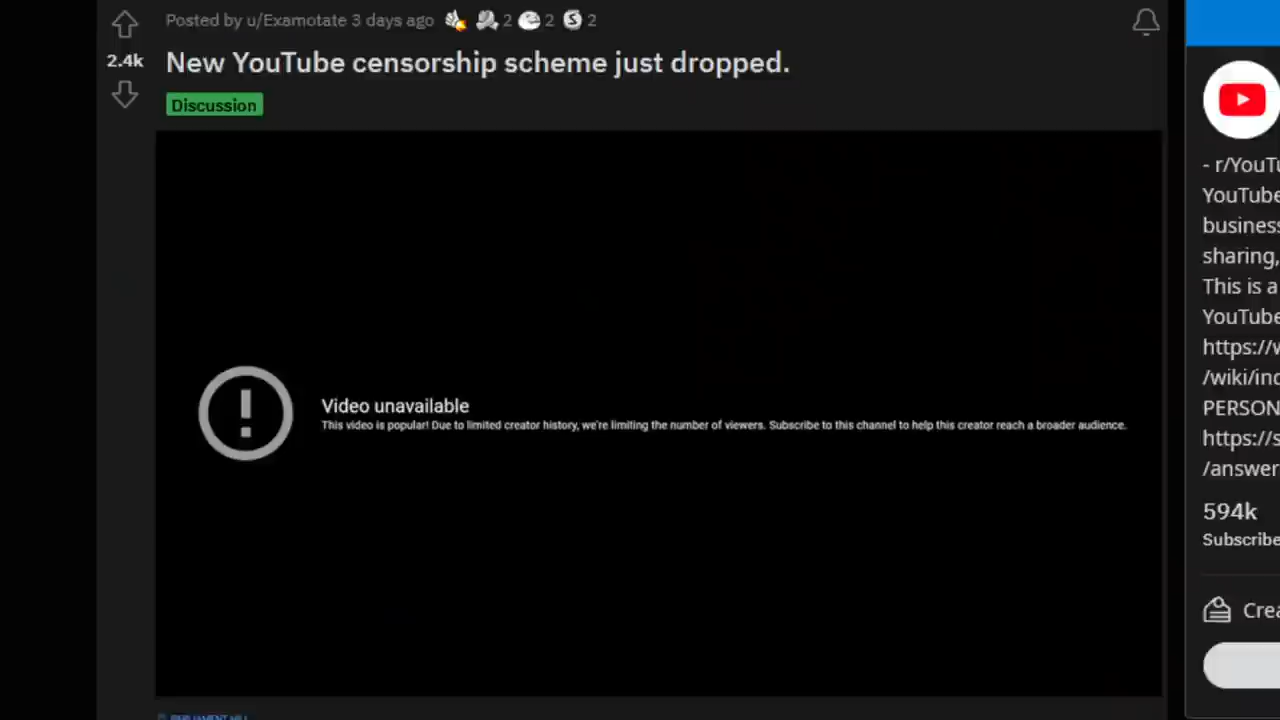 Posted by u/Examotate 3 days ago 2 2 2
2.4k
New YouTube censorship scheme just dropped.
Discussion
Video unavailable
This video is popular! Due to limited creator history, we're limiting the number of viewers. Subscribe to this channel to help this creator reach a broader audience.
- r/YouTu
YouTube
business
sharing,
This is a
YouTube
https://w
/wiki/ind
PERSON
https://s
/answer
594k
Subscribe
Crea